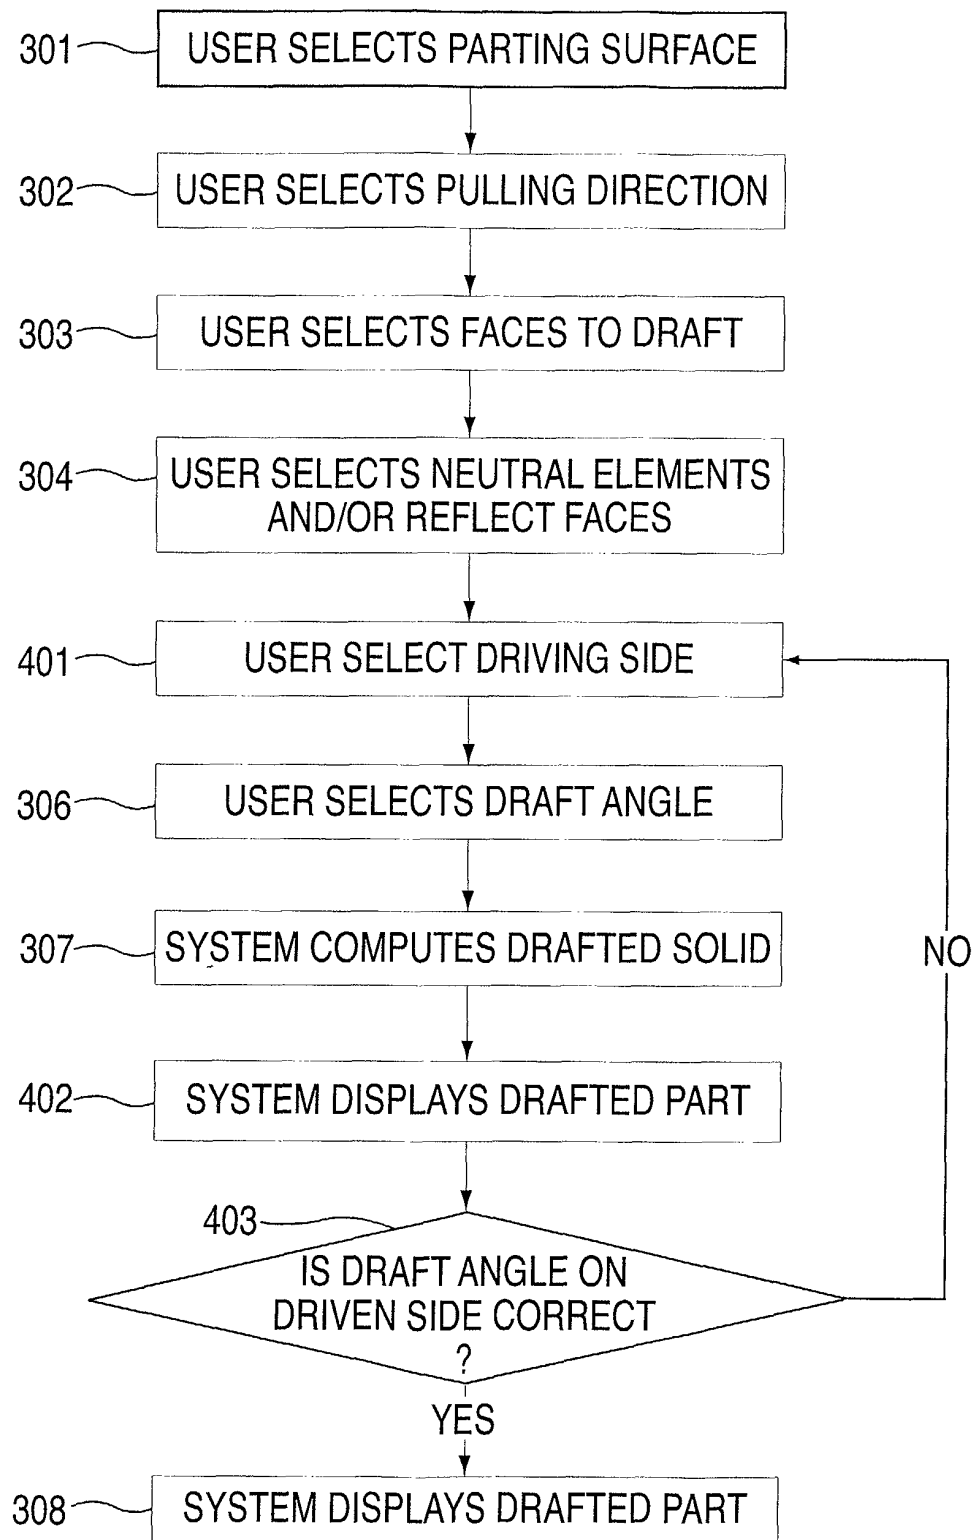 301
USER SELECTS PARTING SURFACE
302
USER SELECTS PULLING DIRECTION
303
USER SELECTS FACES TO DRAFT
304
USER SELECTS NEUTRAL ELEMENTS
AND/OR REFLECT FACES
401
USER SELECT DRIVING SIDE
306
USER SELECTS DRAFT ANGLE
307
SYSTEM COMPUTES DRAFTED SOLID
NO
402
SYSTEM DISPLAYS DRAFTED PART
403
IS DRAFT ANGLE ON
DRIVEN SIDE CORRECT
?
YES
308
SYSTEM DISPLAYS DRAFTED PART